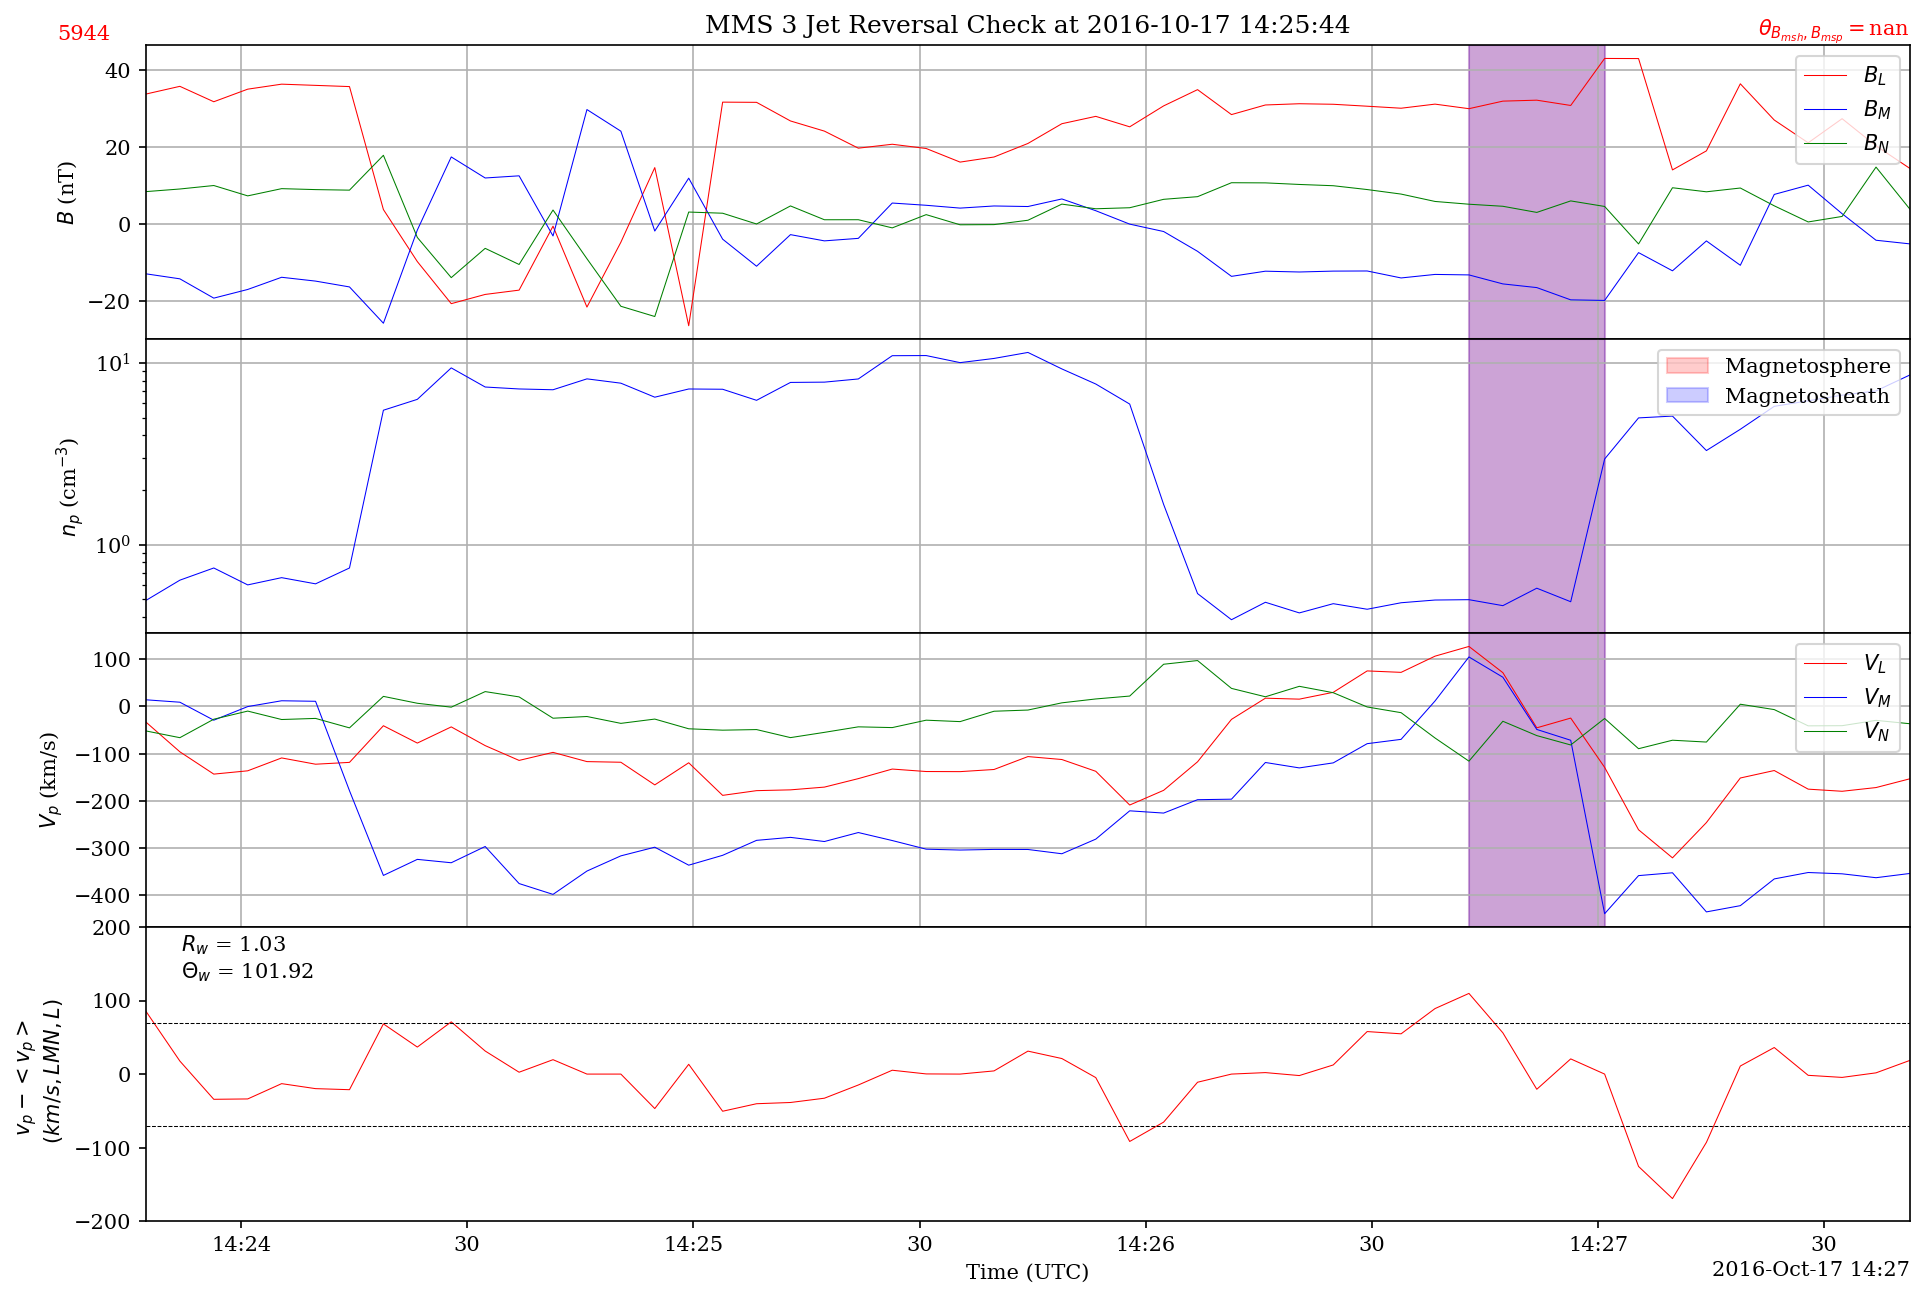 MMS 3 Jet Reversal Check at 2016-10-17 14:25:44
5944
θ_{B_{msh}, B_{msp}} = nan
40
20
0
−20
B (nT)
B_L
B_M
B_N
10^1
10^0
n_p (cm^{−3})
Magnetosphere
Magnetosheath
100
0
−100
−200
−300
−400
V_p (km/s)
V_L
V_M
V_N
200
100
0
−100
−200
v_p − < v_p >
(km/s, LMN, L)
R_w = 1.03
Θ_w = 101.92
14:24
30
14:25
30
14:26
30
14:27
30
Time (UTC)
2016-Oct-17 14:27